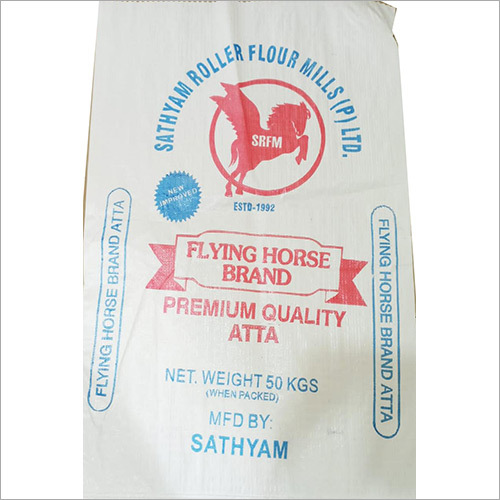 SATHYAM ROLLER FLOUR MILLS (P) LTD.
SRFM
ESTD-1992
NEW
IMPROVED
FLYING HORSE
BRAND
PREMIUM QUALITY
ATTA
FLYING HORSE BRAND ATTA
FLYING HORSE BRAND ATTA
NET. WEIGHT 50 KGS
(WHEN PACKED)
MFD BY:
SATHYAM